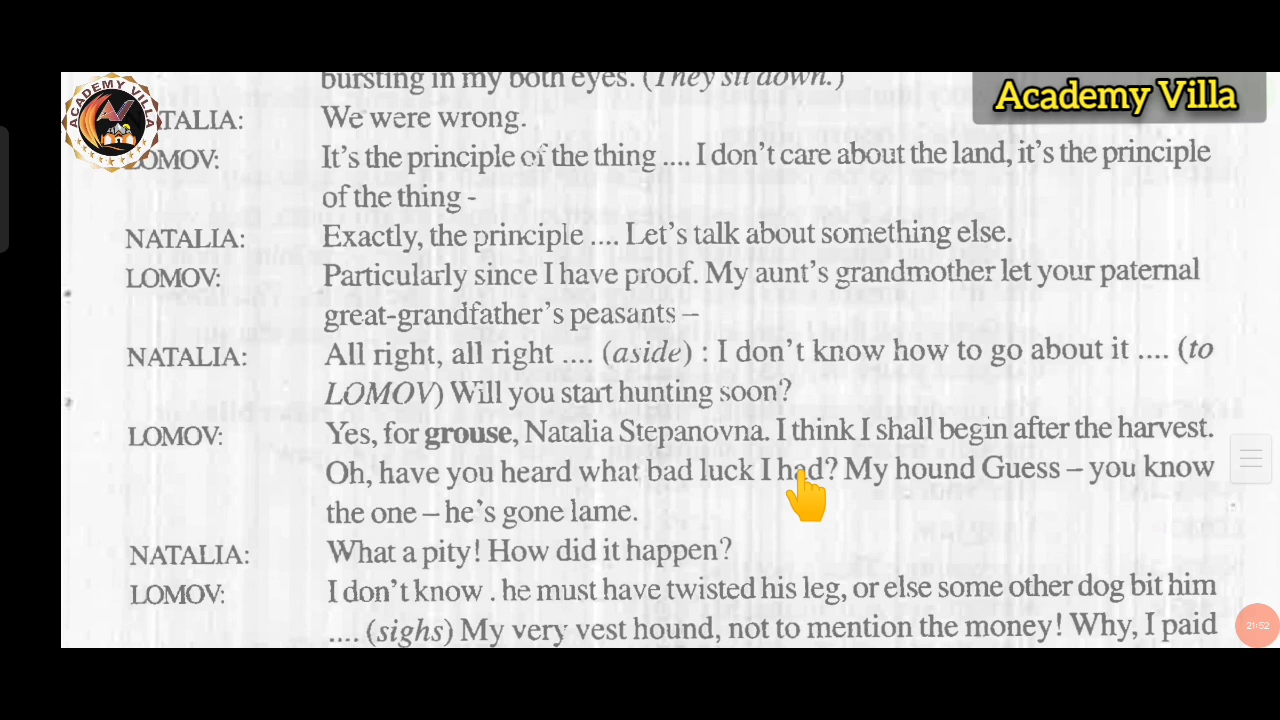 ACADEMY VILLA
AV
Academy Villa
bursting in my both eyes. (They sit down.)
TALIA: We were wrong.
LOMOV: It's the principle of the thing .... I don't care about the land, it's the principle
of the thing -
NATALIA: Exactly, the principle .... Let's talk about something else.
LOMOV: Particularly since I have proof. My aunt's grandmother let your paternal
great-grandfather's peasants –
NATALIA: All right, all right .... (aside) : I don't know how to go about it .... (to
LOMOV) Will you start hunting soon?
LOMOV: Yes, for grouse, Natalia Stepanovna. I think I shall begin after the harvest.
Oh, have you heard what bad luck I had? My hound Guess – you know
the one – he's gone lame.
NATALIA: What a pity! How did it happen?
LOMOV: I don't know . he must have twisted his leg, or else some other dog bit him
.... (sighs) My very vest hound, not to mention the money! Why, I paid
21:52